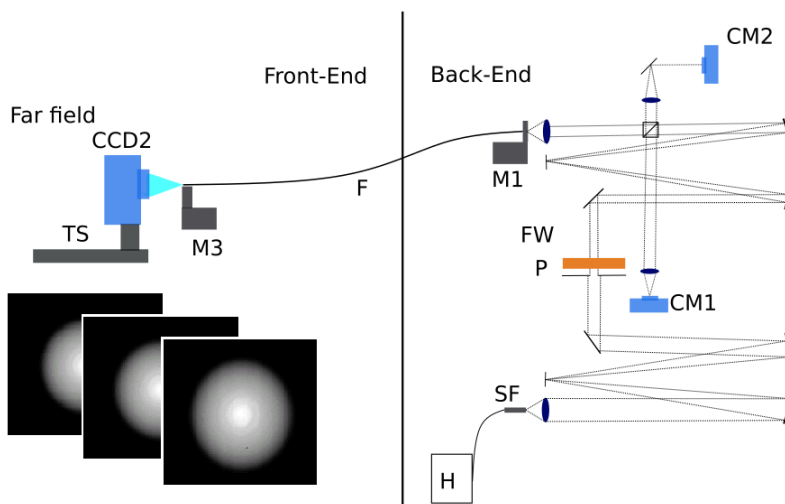 CM2
Front-End
Back-End
Far field
CCD2
M1
F
TS
M3
FW
P
CM1
SF
H